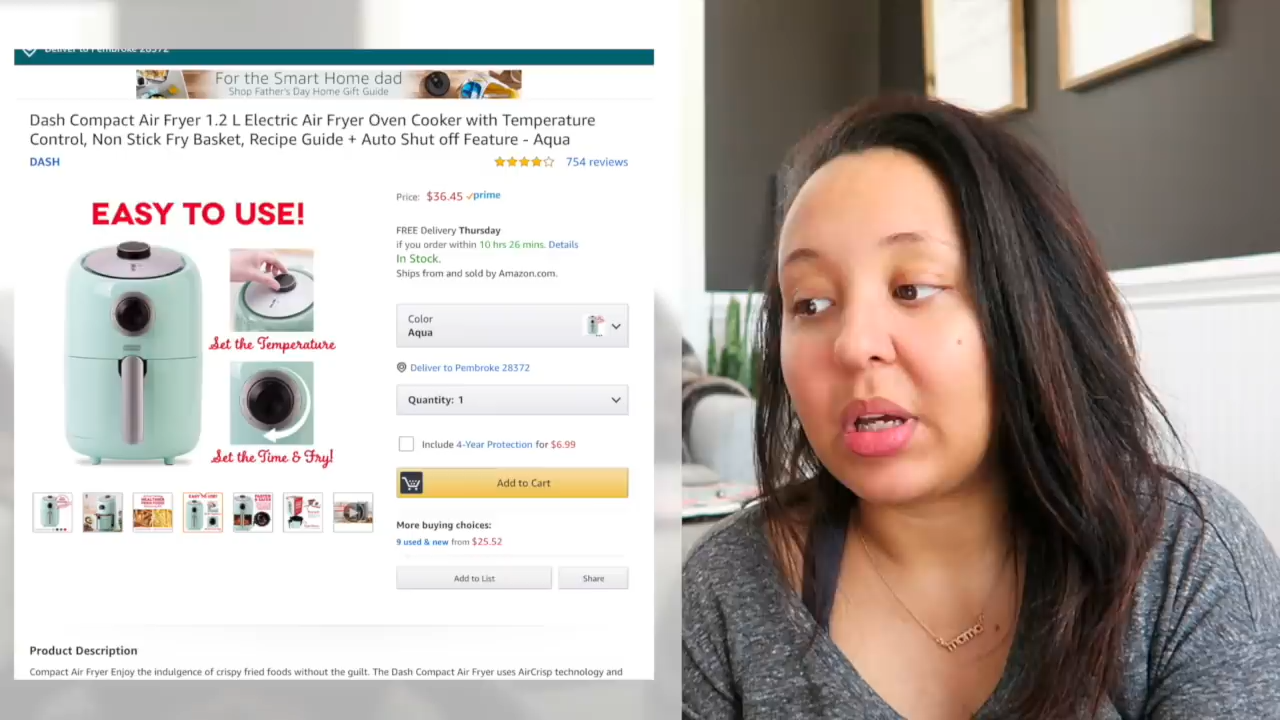 Deliver to Pembroke 28372
For the Smart Home dad
Shop Father's Day Home Gift Guide
Dash Compact Air Fryer 1.2 L Electric Air Fryer Oven Cooker with Temperature
Control, Non Stick Fry Basket, Recipe Guide + Auto Shut off Feature - Aqua
DASH
754 reviews
EASY TO USE!
Set the Temperature
Set the Time & Fry!
Price: $36.45 prime
FREE Delivery Thursday
if you order within 10 hrs 26 mins. Details
In Stock.
Ships from and sold by Amazon.com.
Color
Aqua
Deliver to Pembroke 28372
Quantity: 1
Include 4-Year Protection for $6.99
Add to Cart
More buying choices:
9 used & new from $25.52
Add to List
Share
Product Description
Compact Air Fryer Enjoy the indulgence of crispy fried foods without the guilt. The Dash Compact Air Fryer uses AirCrisp technology and
mama